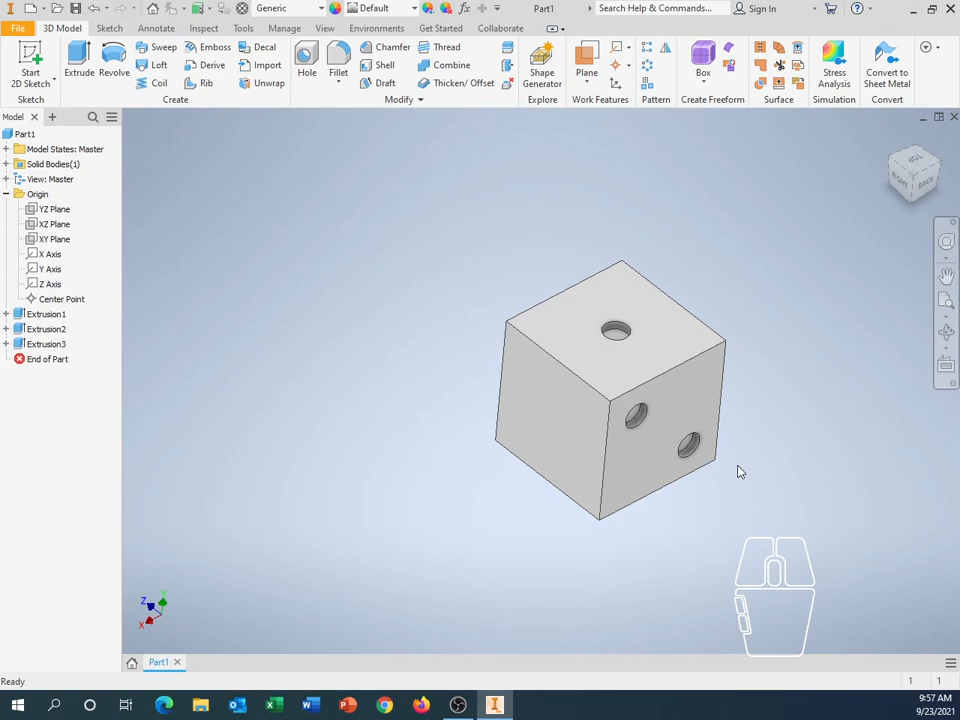 Generic
Default
Part1
Search Help & Commands...
Sign In
File
3D Model
Sketch
Annotate
Inspect
Tools
Manage
View
Environments
Get Started
Collaborate
Start
2D Sketch
Extrude
Revolve
Sweep
Loft
Coil
Emboss
Derive
Rib
Decal
Import
Unwrap
Hole
Fillet
Chamfer
Shell
Draft
Thread
Combine
Thicken/ Offset
Shape
Generator
Plane
Box
Stress
Analysis
Convert to
Sheet Metal
Sketch
Create
Modify
Explore
Work Features
Pattern
Create Freeform
Surface
Simulation
Convert
Model
Part1
Model States: Master
Solid Bodies(1)
View: Master
Origin
YZ Plane
XZ Plane
XY Plane
X Axis
Y Axis
Z Axis
Center Point
Extrusion1
Extrusion2
Extrusion3
End of Part
TOP
RIGHT
BACK
Z
X
Part1
Ready
1
1
9:57 AM
9/23/2021